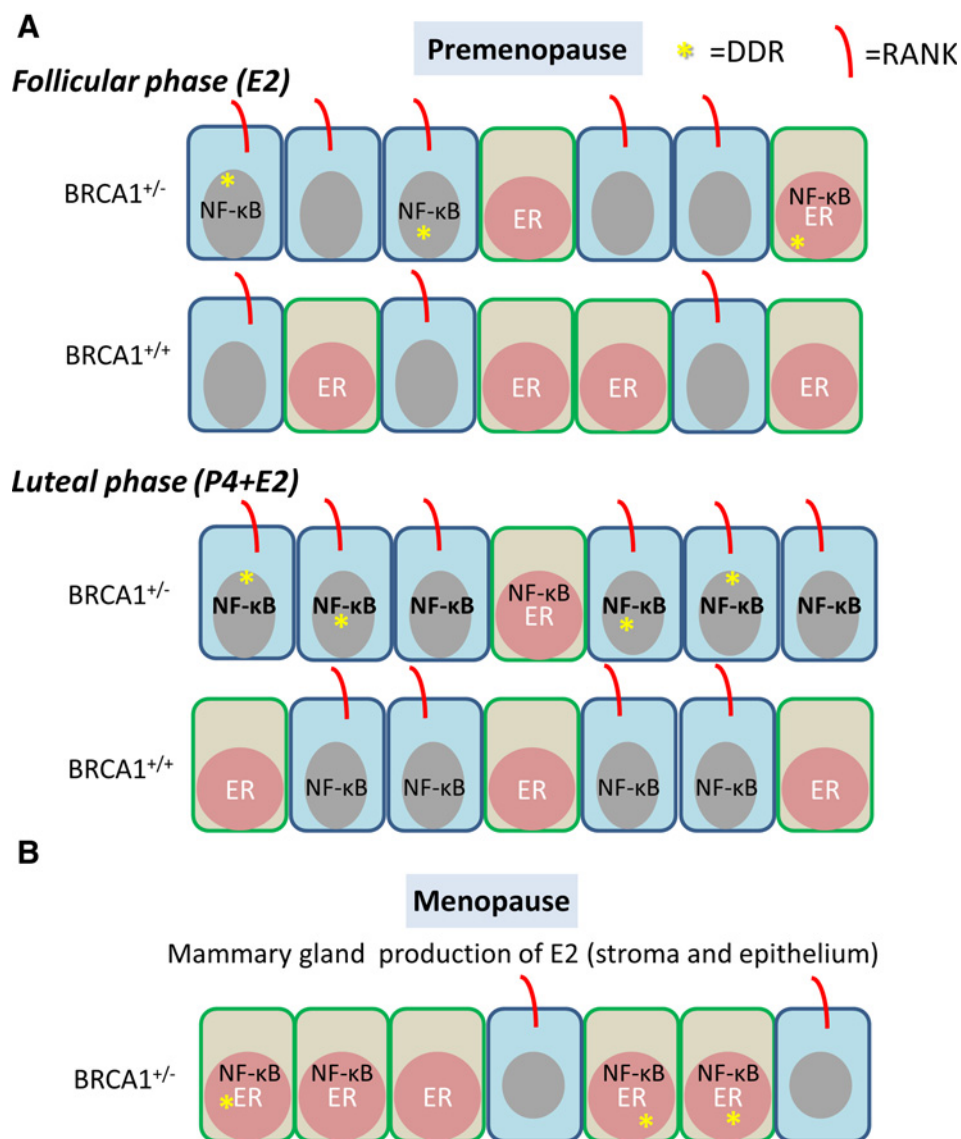 A
Premenopause
* =DDR
=RANK
Follicular phase (E2)
BRCA1+/-
NF-κB
NF-κB
ER
NF-κB
ER
BRCA1+/+
ER
ER
ER
ER
Luteal phase (P4+E2)
BRCA1+/-
NF-κB
NF-κB
NF-κB
NF-κB
ER
NF-κB
NF-κB
NF-κB
BRCA1+/+
ER
NF-κB
NF-κB
ER
NF-κB
NF-κB
ER
B
Menopause
Mammary gland production of E2 (stroma and epithelium)
BRCA1+/-
NF-κB
ER
NF-κB
ER
ER
NF-κB
ER
NF-κB
ER